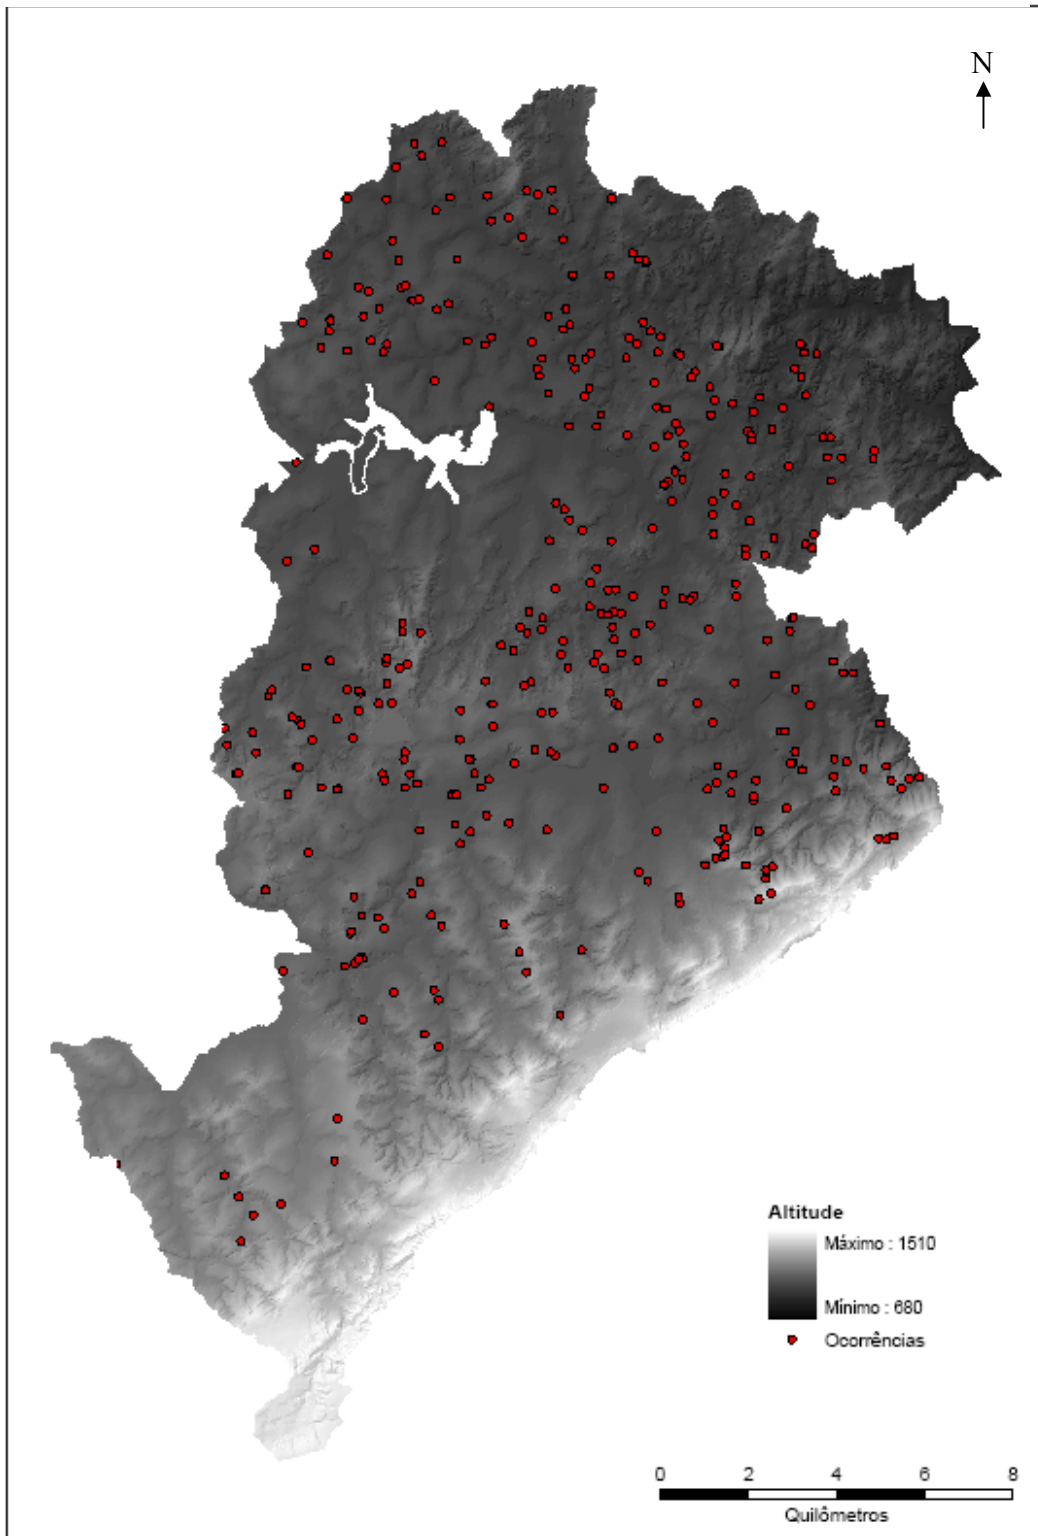 N
Altitude
Máximo : 1510
Mínimo : 680
Ocorrências
0 2 4 6 8
Quilômetros